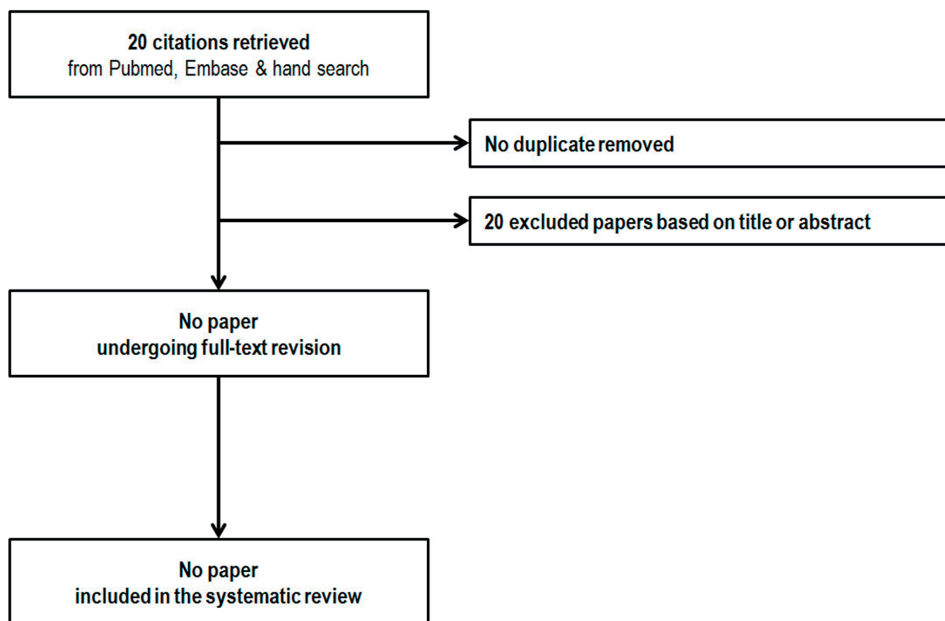 20 citations retrieved
from Pubmed, Embase & hand search
No duplicate removed
20 excluded papers based on title or abstract
No paper
undergoing full-text revision
No paper
included in the systematic review